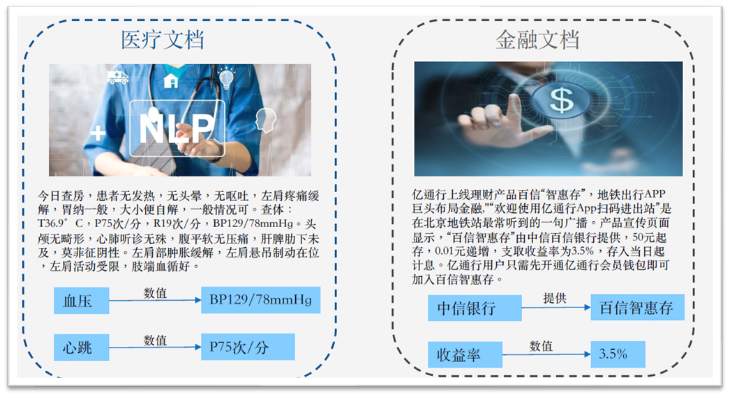 医疗文档
NLP
今日查房，患者无发热，无头晕，无呕吐，左肩疼痛缓
解，胃纳一般，大小便自解，一般情况可。查体：
T36.9°C，P75次/分，R19次/分，BP129/78mmHg。头
颅无畸形，心肺听诊无殊，腹平软无压痛，肝脾肋下未
及，莫菲征阴性。左肩部肿胀缓解，左肩悬吊制动在位
，左肩活动受限，肢端血循好。
血压
数值
BP129/78mmHg
心跳
数值
P75次/分
金融文档
$
亿通行上线理财产品百信“智惠存”，地铁出行APP
巨头布局金融，““欢迎使用亿通行App扫码进出站”是
在北京地铁站最常听到的一句广播。产品宣传页面
显示，“百信智惠存”由中信百信银行提供，50元起
存，0.01元递增，支取收益率为3.5%，存入当日起
计息。亿通行用户只需先开通亿通行会员钱包即可
加入百信智惠存。
中信银行
提供
百信智惠存
收益率
数值
3.5%